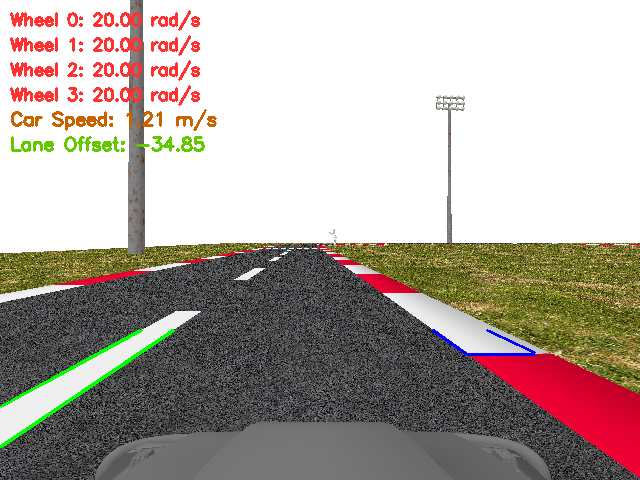 Wheel 0: 20.00 rad/s
Wheel 1: 20.00 rad/s
Wheel 2: 20.00 rad/s
Wheel 3: 20.00 rad/s
Car Speed: 1.21 m/s
Lane Offset: -34.85